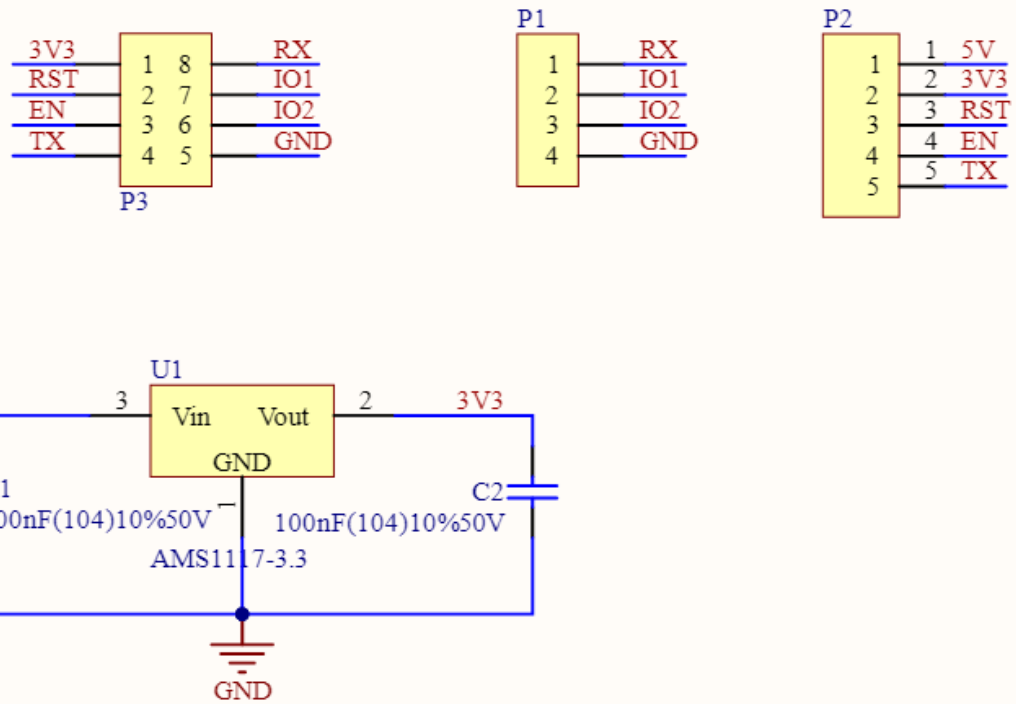 P1
P2
3V3 1 8 RX
RST 2 7 IO1
EN 3 6 IO2
TX 4 5 GND
P3
1 RX
2 IO1
3 IO2
4 GND
1 1 5V
2 2 3V3
3 3 RST
4 4 EN
5 5 TX
U1
3 Vin Vout 2 3V3
GND
1
1
C2
00nF(104)10%50V
100nF(104)10%50V
AMS1117-3.3
GND